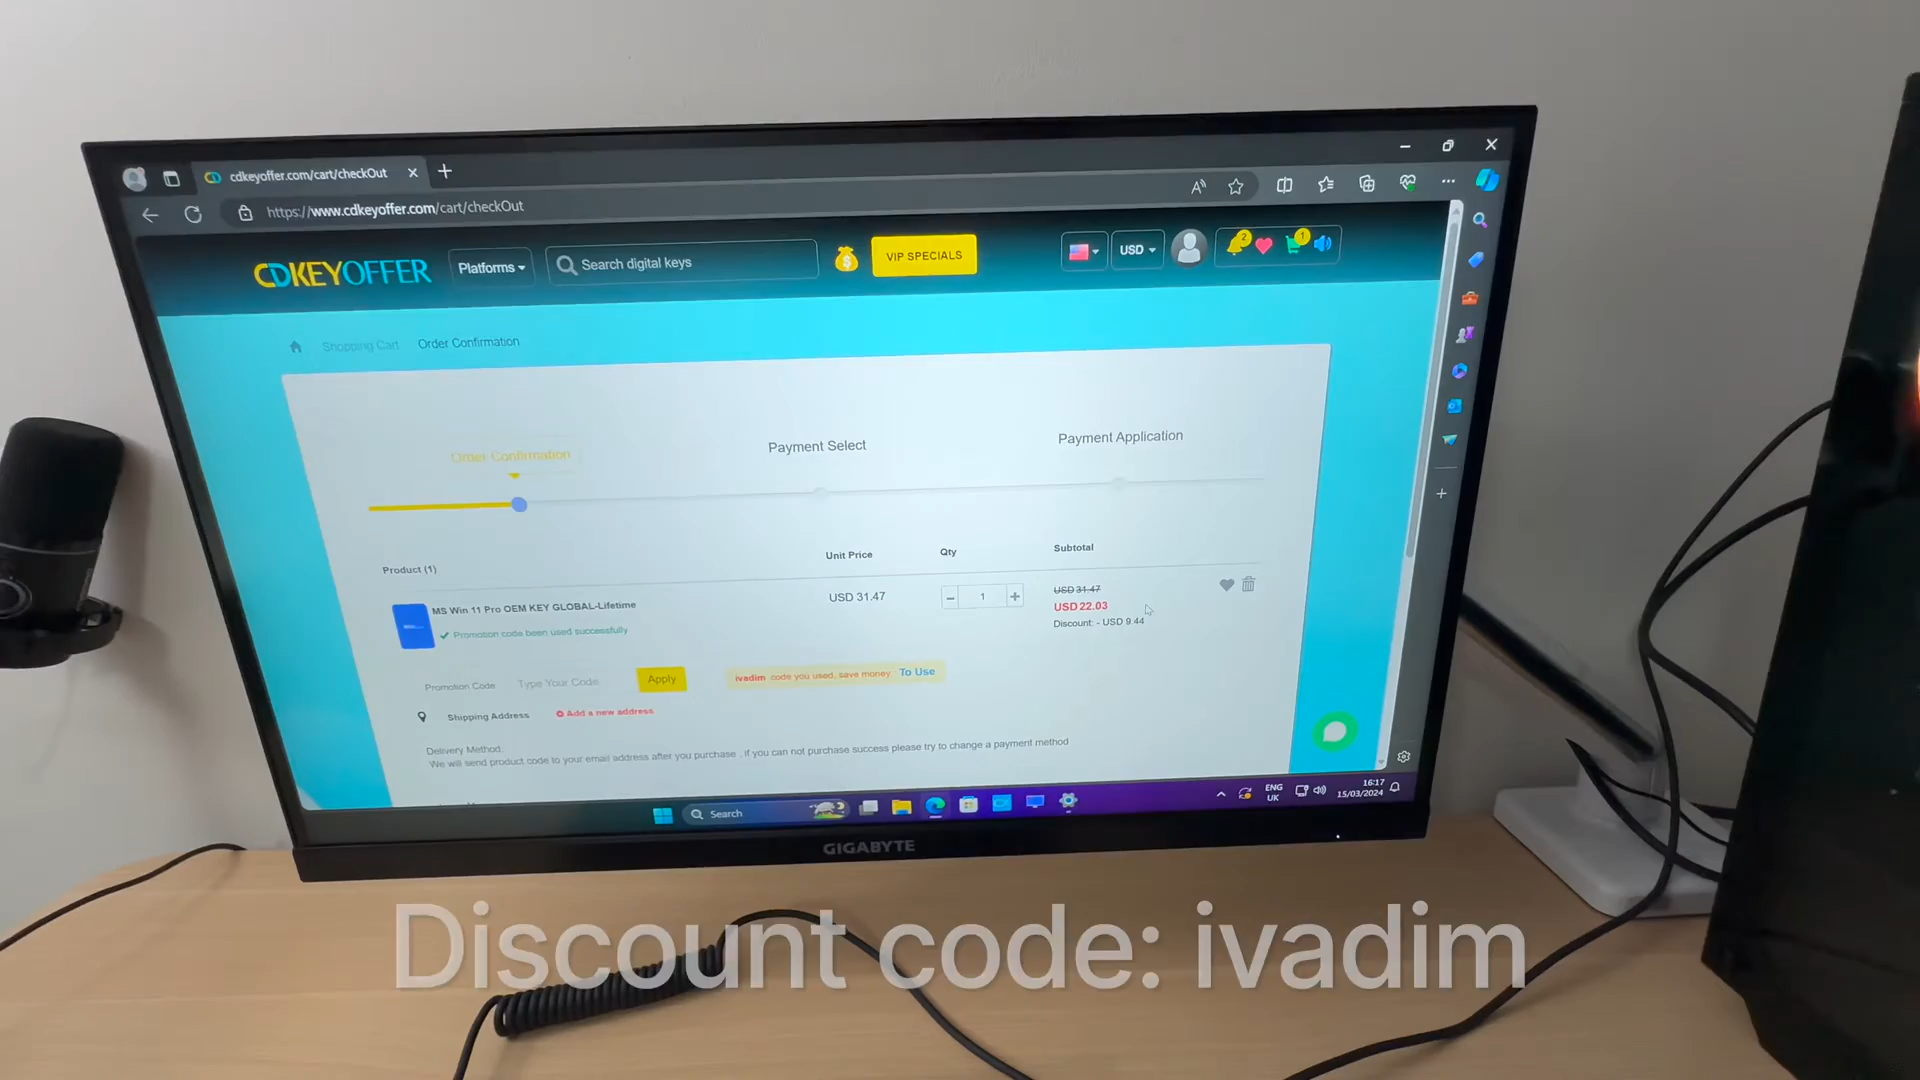 cdkeyoffer.com/cart/checkOut
https://www.cdkeyoffer.com/cart/checkOut
CDKEYOFFER
Platforms
Search digital keys
VIP SPECIALS
USD
2
1
Shopping Cart
Order Confirmation
Order Confirmation
Payment Select
Payment Application
Product (1)
Unit Price
Qty
Subtotal
MS Win 11 Pro OEM KEY GLOBAL-Lifetime
Promotion code been used successfully
USD 31.47
1
USD 31.47
USD 22.03
Discount: - USD 9.44
Promotion Code
Type Your Code
Apply
ivadim code you used, save money To Use
Shipping Address
Add a new address
Delivery Method:
We will send product code to your email address after you purchase , if you can not purchase success please try to change a payment method
Search
ENG
UK
16:17
15/03/2024
GIGABYTE
Discount code: ivadim